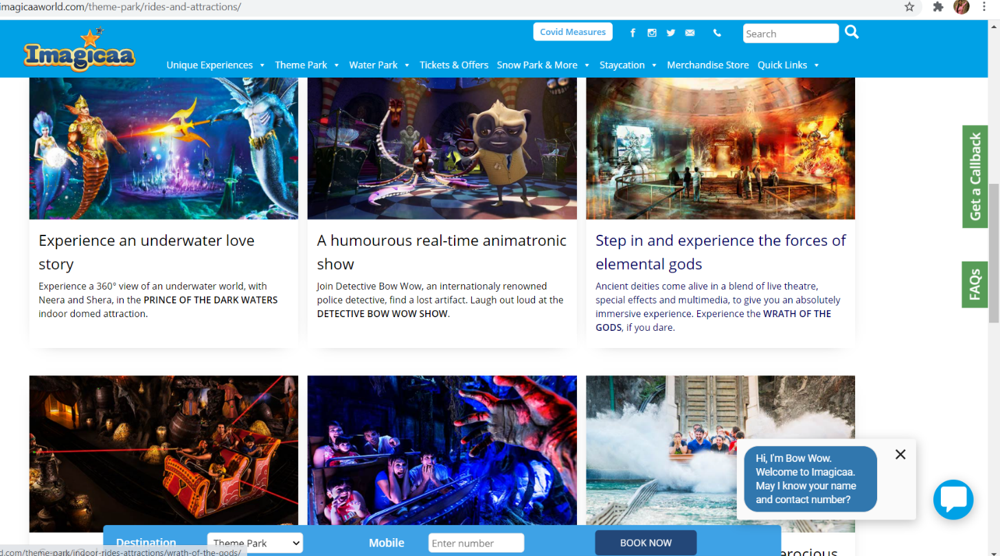 imagicaaworld.com/theme-park/rides-and-attractions/
Imagicaa
Covid Measures
Search
Unique Experiences
Theme Park
Water Park
Tickets & Offers
Snow Park & More
Staycation
Merchandise Store
Quick Links
Experience an underwater love
story
Experience a 360° view of an underwater world, with
Neera and Shera, in the PRINCE OF THE DARK WATERS
indoor domed attraction.
A humourous real-time animatronic
show
Join Detective Bow Wow, an internationaly renowned
police detective, find a lost artifact. Laugh out loud at the
DETECTIVE BOW WOW SHOW.
Step in and experience the forces of
elemental gods
Ancient deities come alive in a blend of live theatre,
special effects and multimedia, to give you an absolutely
immersive experience. Experience the WRATH OF THE
GODS, if you dare.
Get a Callback
FAQs
Hi, I'm Bow Wow.
Welcome to Imagicaa.
May I know your name
and contact number?
Destination
Theme Park
Mobile
Enter number
BOOK NOW
d.com/theme-park/indoor-rides-attractions/wrath-of-the-gods/